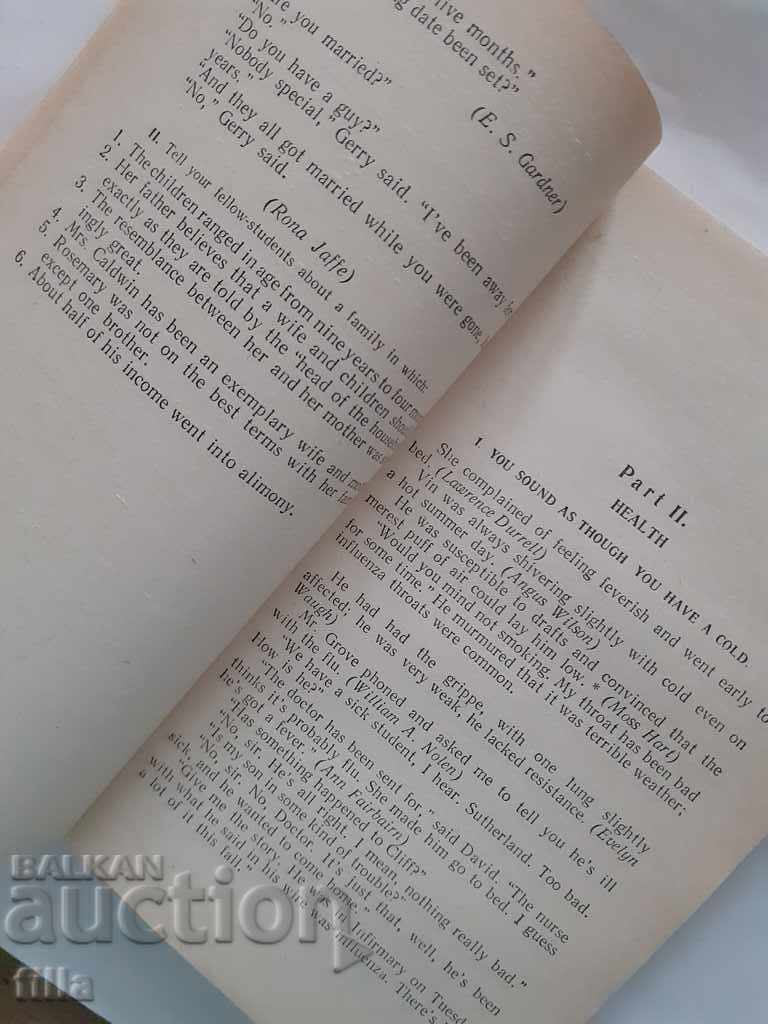 five months."
g date been set?"
(E. S. Gardner)
re you married?"
"No."
"Do you have a guy?"
"Nobody special," Gerry said. "I've been away
years."
"And they all got married while you were gone,
"No," Gerry said.
(Rona Jaffe)
II. Tell your fellow-students about a family in which:
1. The children ranged in age from nine years to four
2. Her father believes that a wife and children
exactly as they are told by the "head of the
3. The resemblance between her and her mother was
ingly great.
4. Mrs. Caldwin has been an exemplary wife and
5. Rosemary was not on the best terms with her
except one brother.
6. About half of his income went into alimony.
Part II.
HEALTH
I. YOU SOUND AS THOUGH YOU HAVE A COLD.
She complained of feeling feverish and went early to
bed. (Lawrence Durrell)
Vin was always shivering slightly with cold even on
a hot summer day. (Angus Wilson)
He was susceptible to drafts and convinced that the
merest puff of air could lay him low. * (Moss Hart)
"Would you mind not smoking. My throat has been bad
for some time." He murmured that it was terrible weather;
influenza throats were common.
He had had the grippe, with one lung slightly
affected; he was very weak, he lacked resistance. (Evelyn
Waugh)
Mr. Grove phoned and asked me to tell you he's ill
with the flu. (William A. Nolen)
"We have a sick student, I hear. Sutherland. Too bad.
How is he?"
"The doctor has been sent for," said David. "The nurse
thinks it's probably flu. She made him go to bed. I guess
he's got a fever." (Ann Fairbairn)
"Has something happened to Cliff?"
"No, sir. He's all right, I mean, nothing really bad."
"Is my son in some kind of trouble?"
"No, sir. No, Doctor. It's just that, well, he's been
sick, and he wanted to come home."
"Give me the story. He was in Infirmary on
with what he said in his wire was influenza. There's
a lot of it this fall."
BALKAN
auction
filla